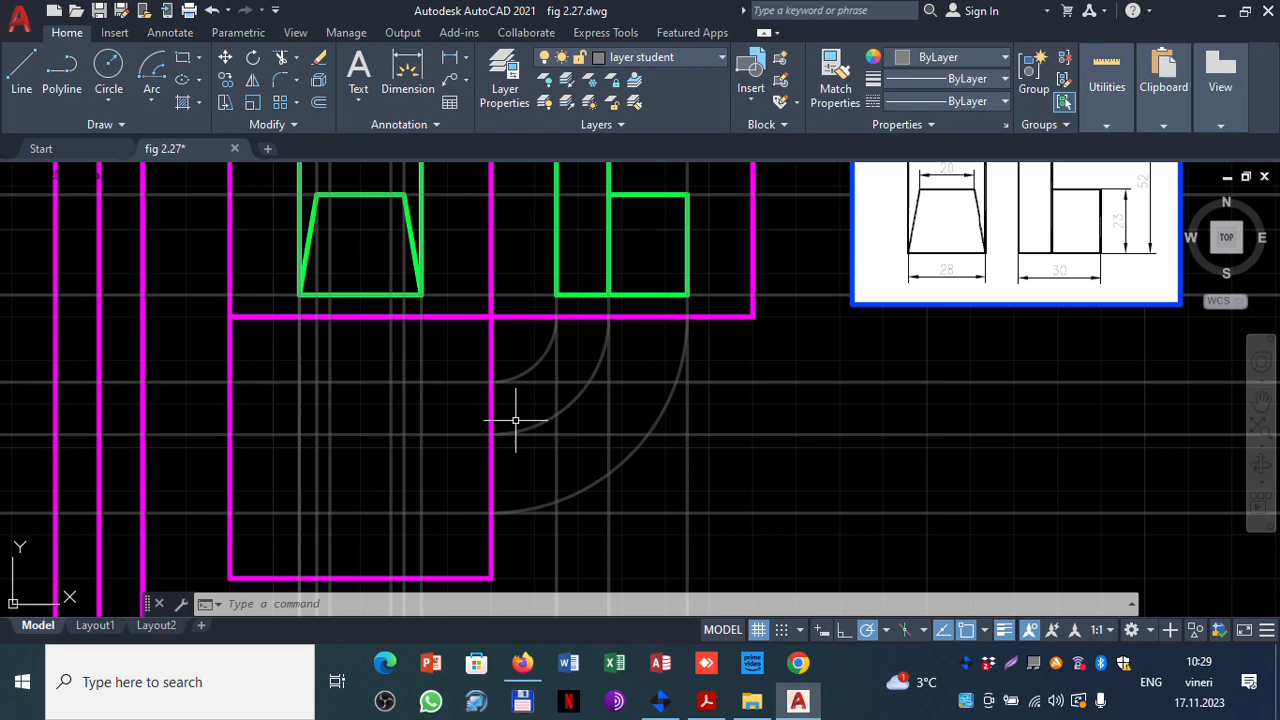 Autodesk AutoCAD 2021 fig 2.27.dwg
Type a keyword or phrase
Sign In
Home Insert Annotate Parametric View Manage Output Add-ins Collaborate Express Tools Featured Apps
layer student
ByLayer
ByLayer
ByLayer
Line Polyline Circle Arc
Text Dimension
Layer Properties
Insert
Match Properties
Group
Utilities Clipboard View
Draw Modify Annotation Layers Block Properties Groups
Start fig 2.27*
20
52
23
28
30
N
W TOP E
S
WCS
Y
X
Type a command
Model Layout1 Layout2
MODEL 1:1
Type here to search
3°C
ENG
10:29
vineri
17.11.2023